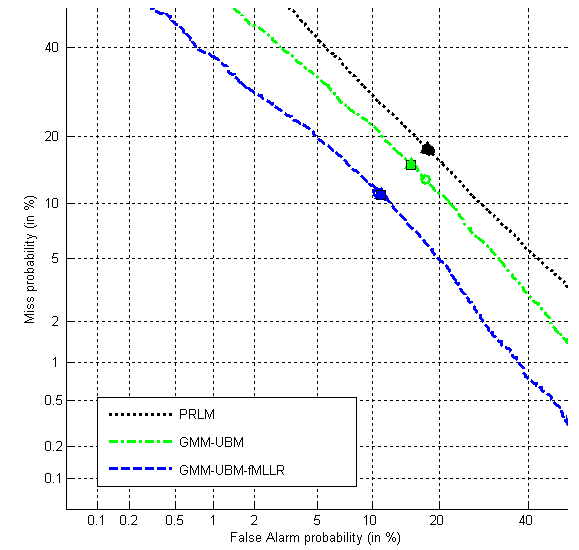 40
20
10
5
2
1
0.5
0.2
0.1
Miss probability (in %)
PRLM
GMM-UBM
GMM-UBM-fMLLR
0.1 0.2 0.5 1 2 5 10 20 40
False Alarm probability (in %)